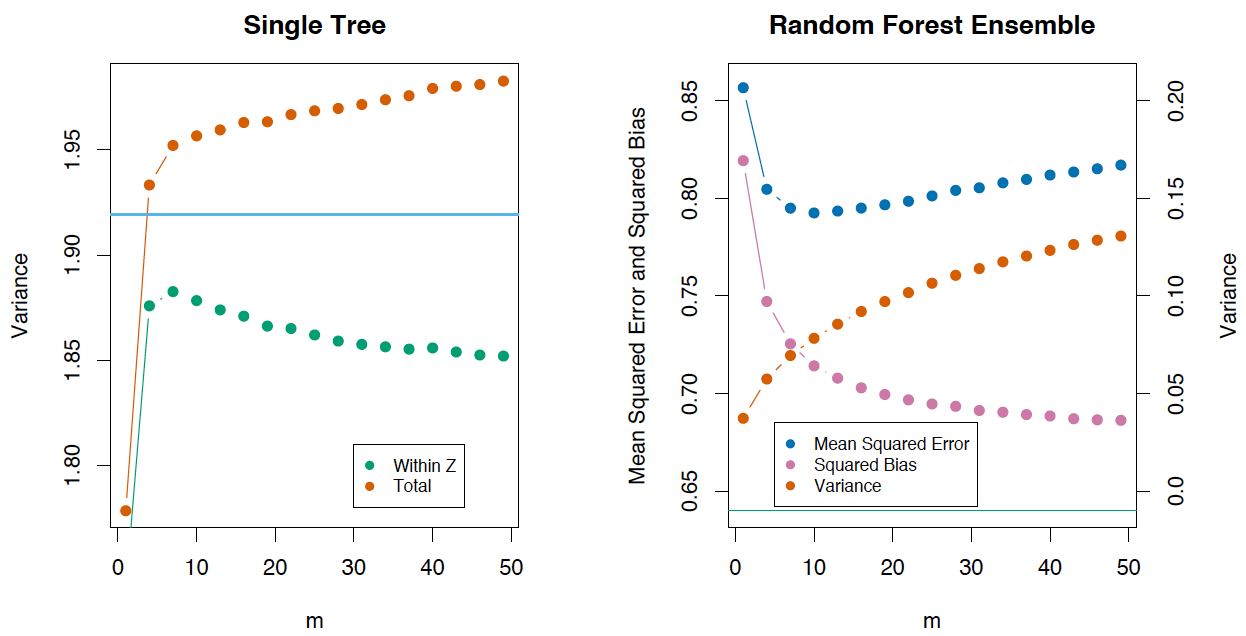 Single Tree
Variance
1.95
1.90
1.85
1.80
Within Z
Total
0 10 20 30 40 50
m
Random Forest Ensemble
Mean Squared Error and Squared Bias
0.85
0.80
0.75
0.70
0.65
Mean Squared Error
Squared Bias
Variance
0.20
0.15
0.10
0.05
0.0
Variance
0 10 20 30 40 50
m